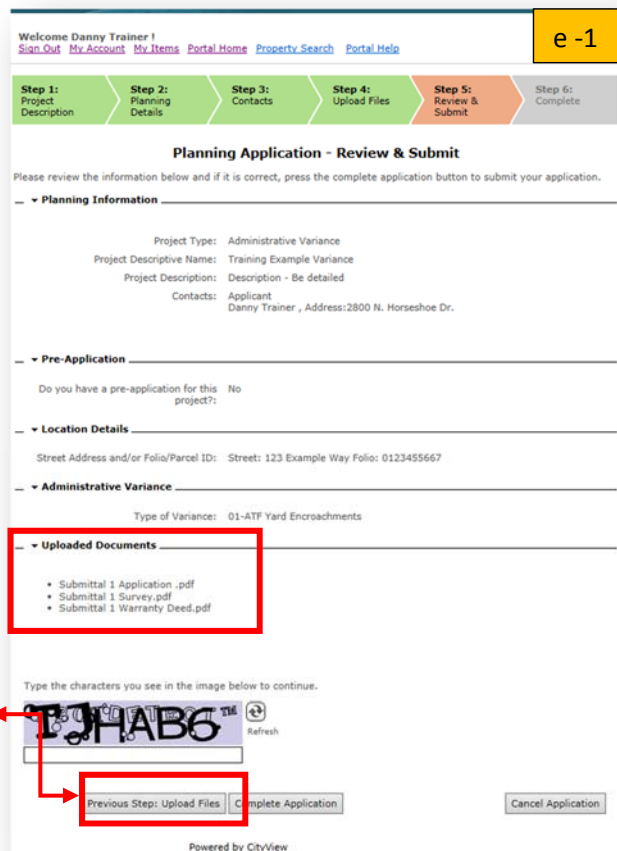 e -1
Welcome Danny Trainer !
Sign Out My Account My Items Portal Home Property Search Portal Help
Step 1:
Project
Description
Step 2:
Planning
Details
Step 3:
Contacts
Step 4:
Upload Files
Step 5:
Review &
Submit
Step 6:
Complete
Planning Application - Review & Submit
Please review the information below and if it is correct, press the complete application button to submit your application.
Planning Information
Project Type: Administrative Variance
Project Descriptive Name: Training Example Variance
Project Description: Description - Be detailed
Contacts: Applicant
Danny Trainer , Address:2800 N. Horseshoe Dr.
Pre-Application
Do you have a pre-application for this No
project?:
Location Details
Street Address and/or Folio/Parcel ID: Street: 123 Example Way Folio: 0123455667
Administrative Variance
Type of Variance: 01-ATF Yard Encroachments
Uploaded Documents
• Submittal 1 Application .pdf
• Submittal 1 Survey.pdf
• Submittal 1 Warranty Deed.pdf
Type the characters you see in the image below to continue.
Refresh
Previous Step: Upload Files Complete Application Cancel Application
Powered by CityView